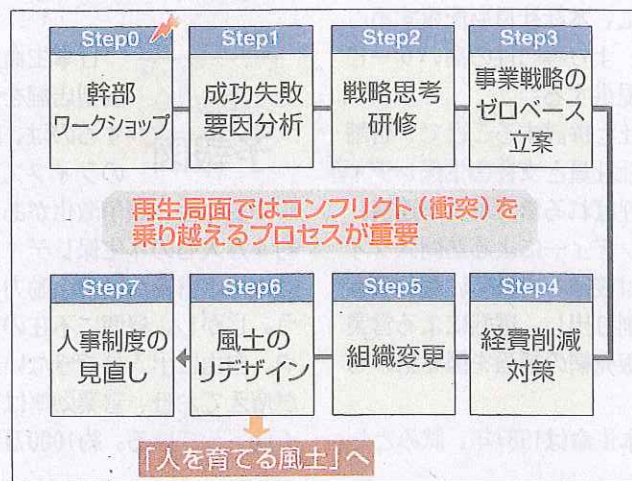 Step0
幹部
ワークショップ
Step1
成功失敗
要因分析
Step2
戦略思考
研修
Step3
事業戦略の
ゼロベース
立案
再生局面ではコンフリクト（衝突）を
乗り越えるプロセスが重要
Step7
人事制度の
見直し
Step6
風土の
リデザイン
Step5
組織変更
Step4
経費削減
対策
「人を育てる風土」へ